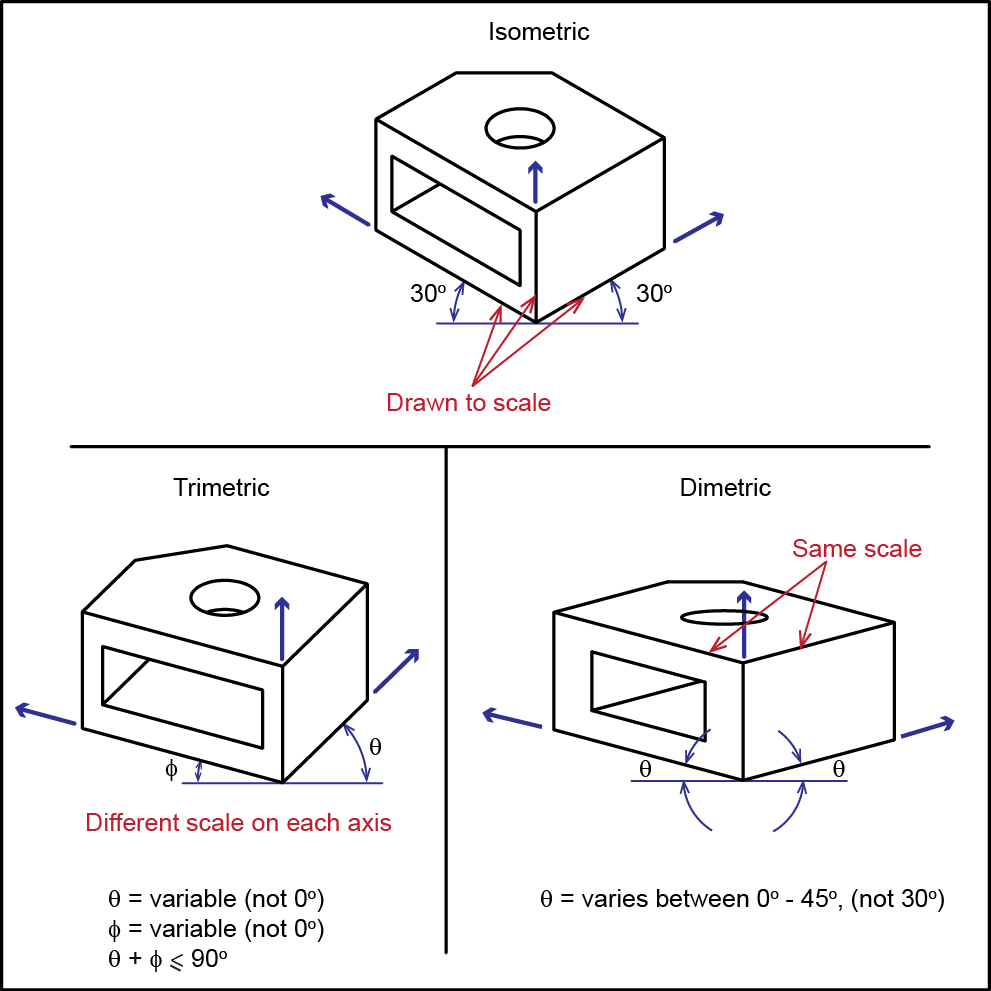 Isometric
30º
30º
Drawn to scale
Trimetric
Dimetric
Same scale
θ
ϕ
θ
θ
Different scale on each axis
θ = variable (not 0º)
ϕ = variable (not 0º)
θ + ϕ ⩽ 90º
θ = varies between 0º - 45º, (not 30º)